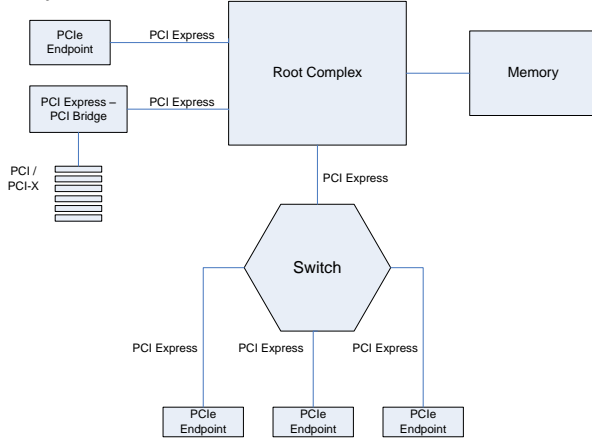 PCIe
Endpoint
PCI Express
Root Complex
Memory
PCI Express –
PCI Bridge
PCI Express
PCI /
PCI-X
PCI Express
Switch
PCI Express
PCI Express
PCI Express
PCIe
Endpoint
PCIe
Endpoint
PCIe
Endpoint